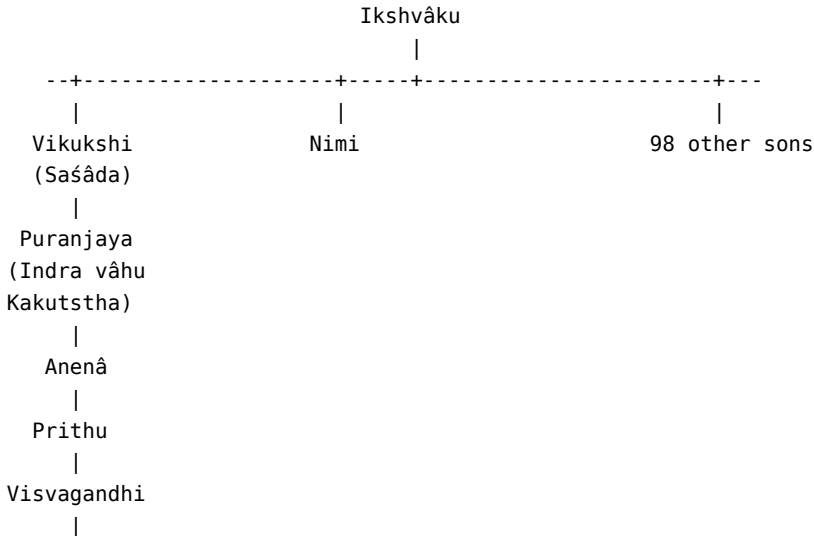 Ikshvâku
|
--+--------------------+-----+-----------------------+---
| | |
Vikukshi Nimi 98 other sons
(Saśâda)
|
Puranjaya
(Indra vâhu
Kakutstha)
|
Anenâ
|
Prithu
|
Visvagandhi
|